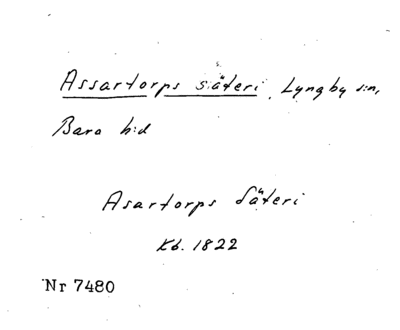 Assartorps säteri, Lyngby s:n,
Bara h:d
Asartorps Säteri
Kb. 1822
Nr 7480